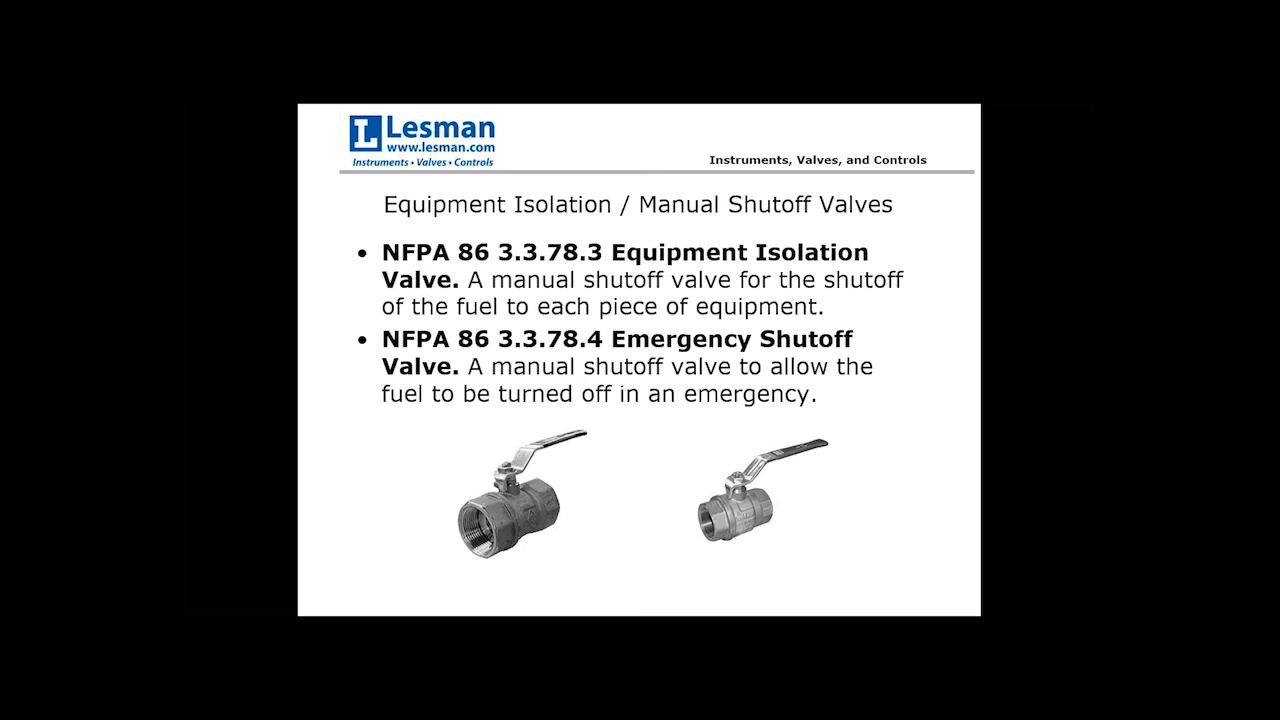 L Lesman
www.lesman.com
Instruments • Valves • Controls
Instruments, Valves, and Controls
Equipment Isolation / Manual Shutoff Valves
• NFPA 86 3.3.78.3 Equipment Isolation
Valve. A manual shutoff valve for the shutoff
of the fuel to each piece of equipment.
• NFPA 86 3.3.78.4 Emergency Shutoff
Valve. A manual shutoff valve to allow the
fuel to be turned off in an emergency.